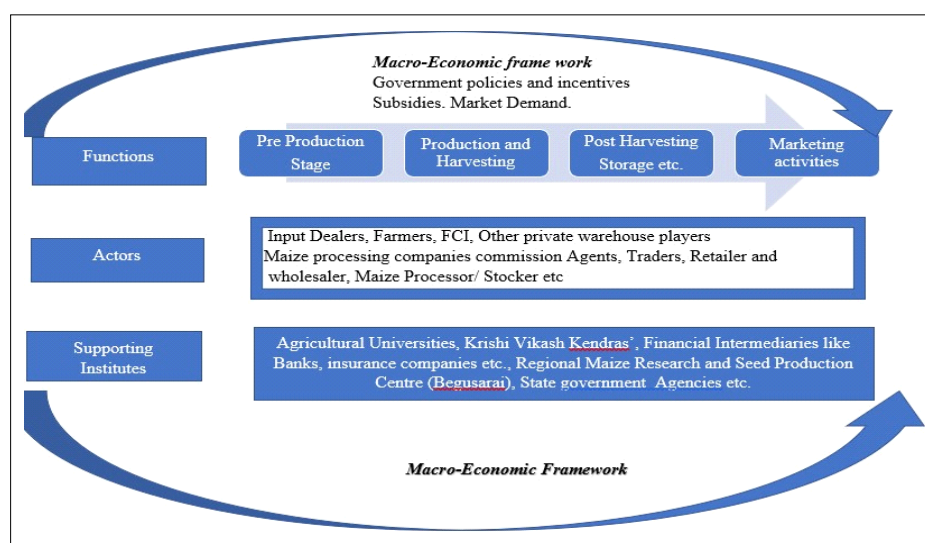 Macro-Economic frame work
Government policies and incentives
Subsidies. Market Demand.
Functions
Pre Production
Stage
Production and
Harvesting
Post Harvesting
Storage etc.
Marketing
activities
Actors
Input Dealers, Farmers, FCI, Other private warehouse players
Maize processing companies commission Agents, Traders, Retailer and
wholesaler, Maize Processor/ Stocker etc
Supporting
Institutes
Agricultural Universities, Krishi Vikash Kendras’, Financial Intermediaries like
Banks, insurance companies etc., Regional Maize Research and Seed Production
Centre (Begusarai), State government Agencies etc.
Macro-Economic Framework